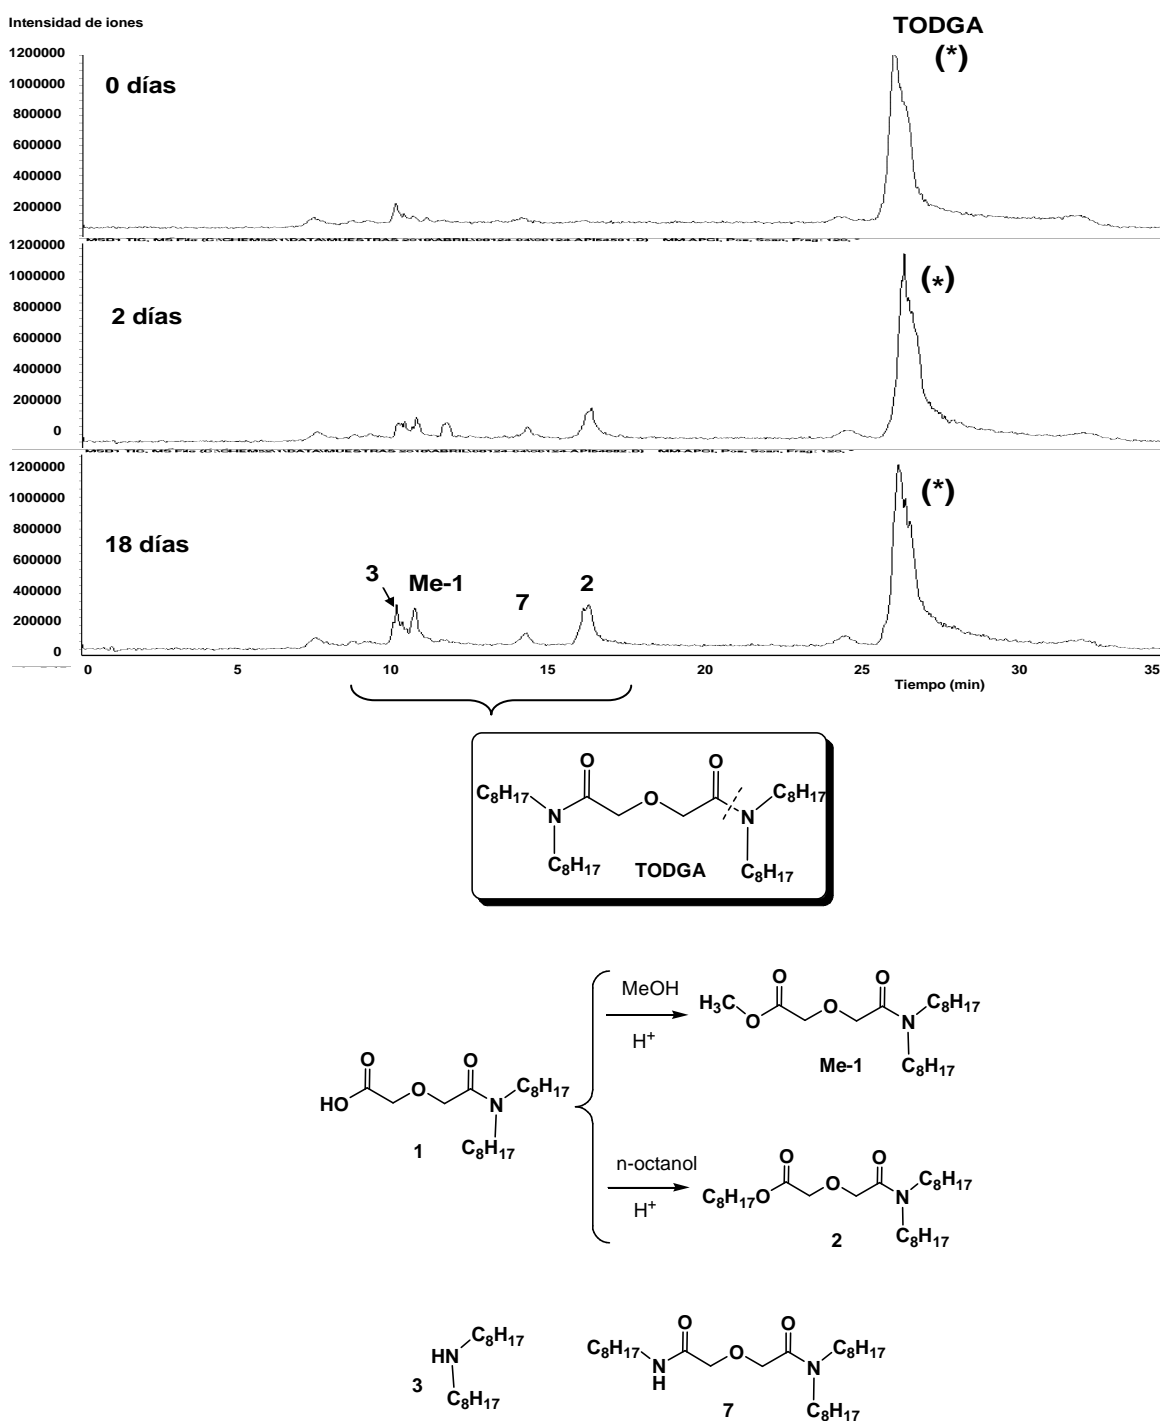 Intensidad de iones
TODGA
(*)
1200000
1000000
800000
600000
400000
200000
0 días
1200000
1000000
800000
600000
400000
200000
0
2 días
(*)
1200000
1000000
800000
600000
400000
200000
0
18 días
(*)
3
Me-1
7
2
0 5 10 15 20 25 30 35
Tiempo (min)
O O
C8H17 N O N C8H17
C8H17 TODGA C8H17
MeOH
H+
O O
H3C O O N C8H17
Me-1 C8H17
O O
HO O N C8H17
1 C8H17
n-octanol
H+
O O
C8H17O O N C8H17
2 C8H17
C8H17
HN
3 C8H17
O O
C8H17 N H O N C8H17
7 C8H17